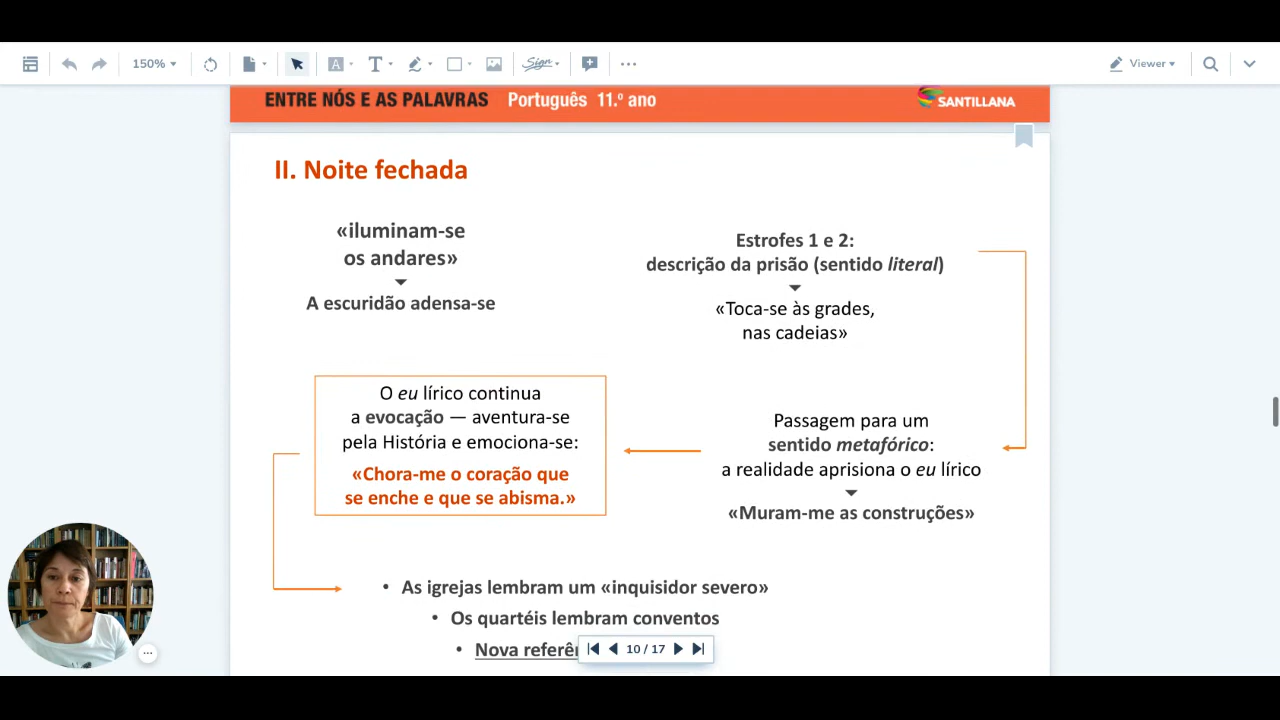 150%
Sign
Viewer
ENTRE NÓS E AS PALAVRAS Português 11.º ano
SANTILLANA
II. Noite fechada
«iluminam-se
os andares»
A escuridão adensa-se
Estrofes 1 e 2:
descrição da prisão (sentido literal)
«Toca-se às grades,
nas cadeias»
Passagem para um
sentido metafórico:
a realidade aprisiona o eu lírico
«Muram-me as construções»
O eu lírico continua
a evocação — aventura-se
pela História e emociona-se:
«Chora-me o coração que
se enche e que se abisma.»
• As igrejas lembram um «inquisidor severo»
• Os quartéis lembram conventos
• Nova
10 / 17